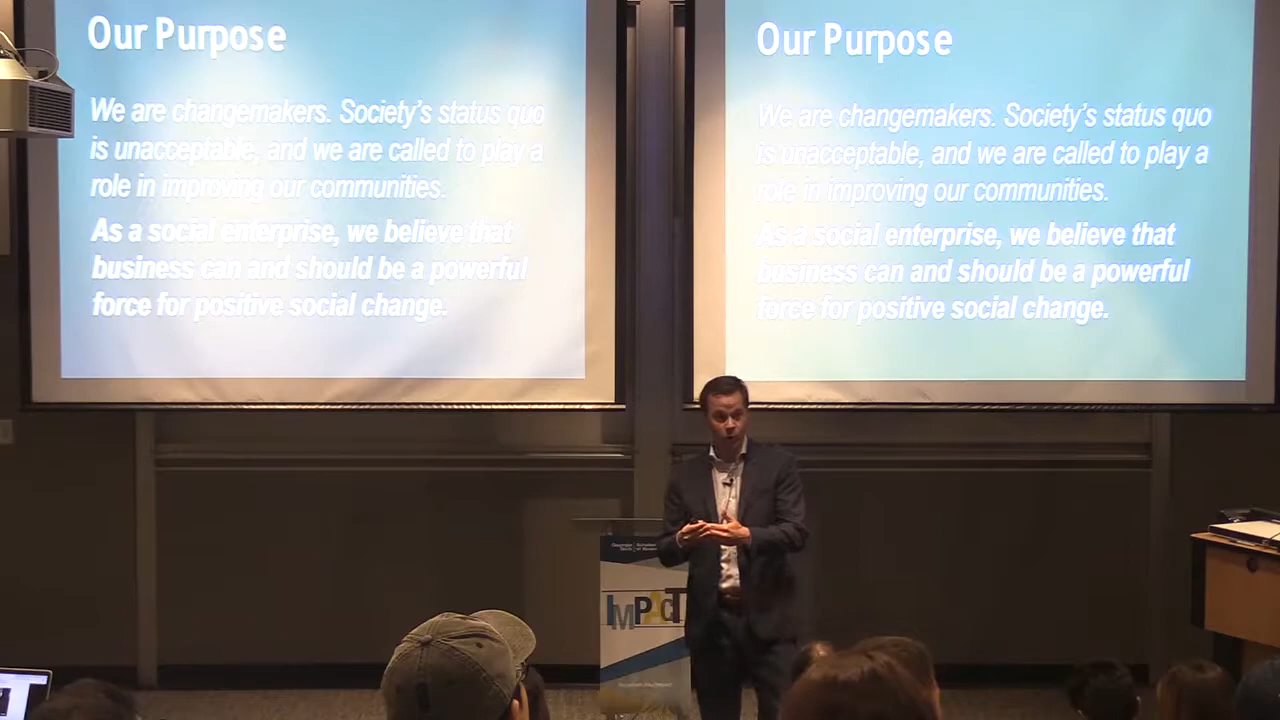 Our Purpose
We are changemakers. Society's status quo
is unacceptable, and we are called to play a
role in improving our communities.
As a social enterprise, we believe that
business can and should be a powerful
force for positive social change.
Our Purpose
We are changemakers. Society's status quo
is unacceptable, and we are called to play a
role in improving our communities.
As a social enterprise, we believe that
business can and should be a powerful
force for positive social change.
IMPACT